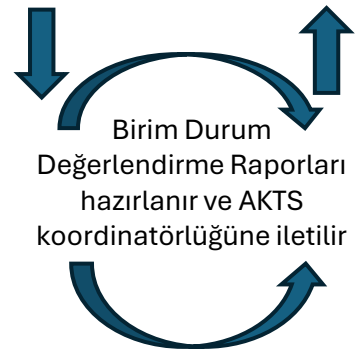 Birim Durum
Değerlendirme Raporları
hazırlanır ve AKTS
koordinatörlüğüne iletilir